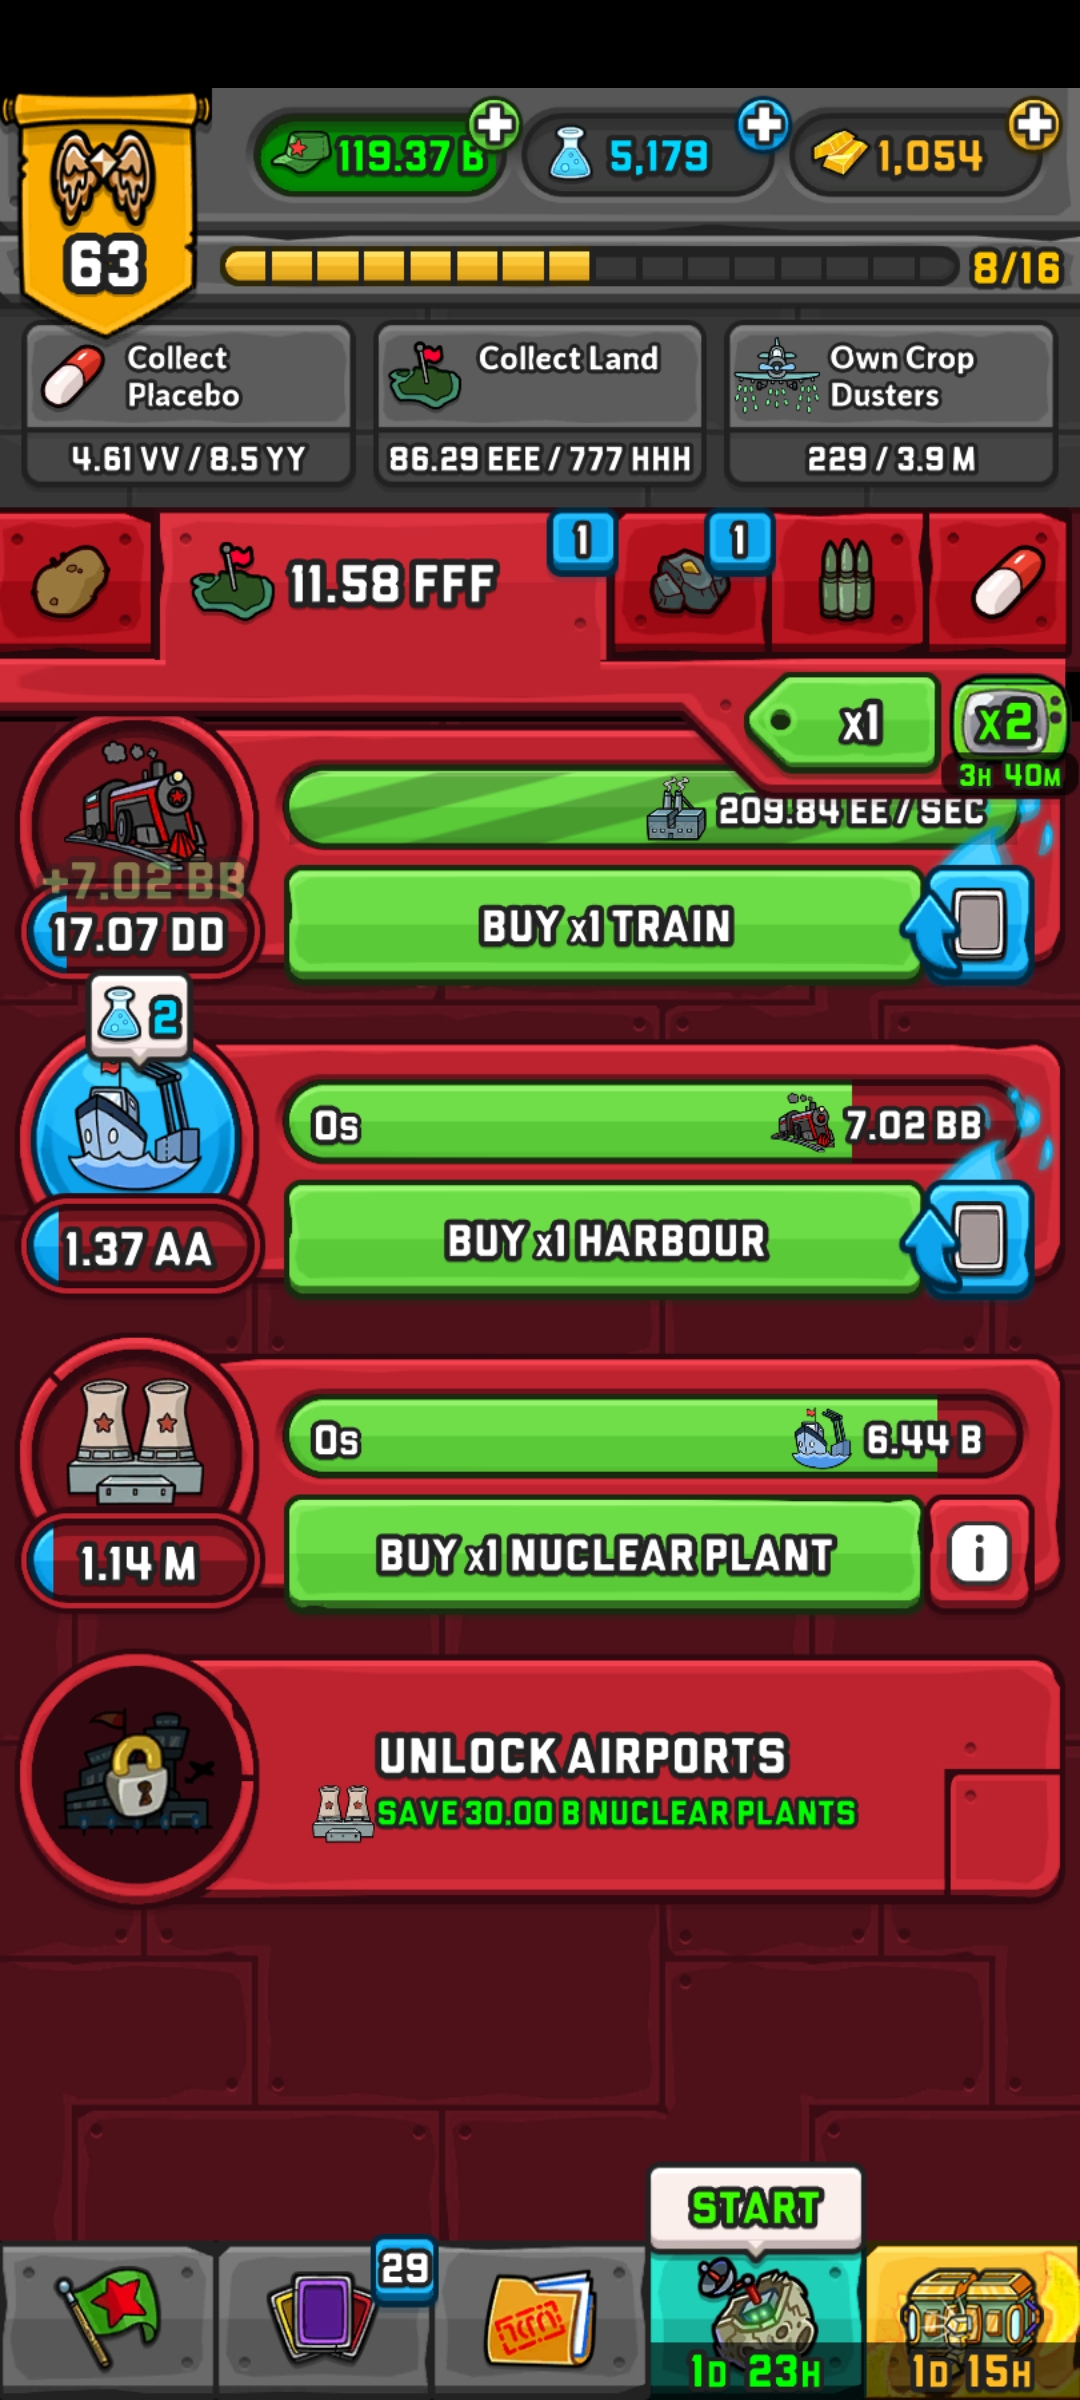 119.37 B
5,179
1,054
63
8/16
Collect
Placebo
4.61 VV / 8.5 YY
Collect Land
86.29 EEE / 777 HHH
Own Crop
Dusters
229 / 3.9 M
11.58 FFF
1
1
x1
x2
3H 40M
209.84 EE / SEC
+7.02 BB
17.07 DD
BUY x1 TRAIN
2
0s
7.02 BB
1.37 AA
BUY x1 HARBOUR
0s
6.44 B
1.14 M
BUY x1 NUCLEAR PLANT
i
UNLOCK AIRPORTS
SAVE 30.00 B NUCLEAR PLANTS
START
29
1D 23H
1D 15H